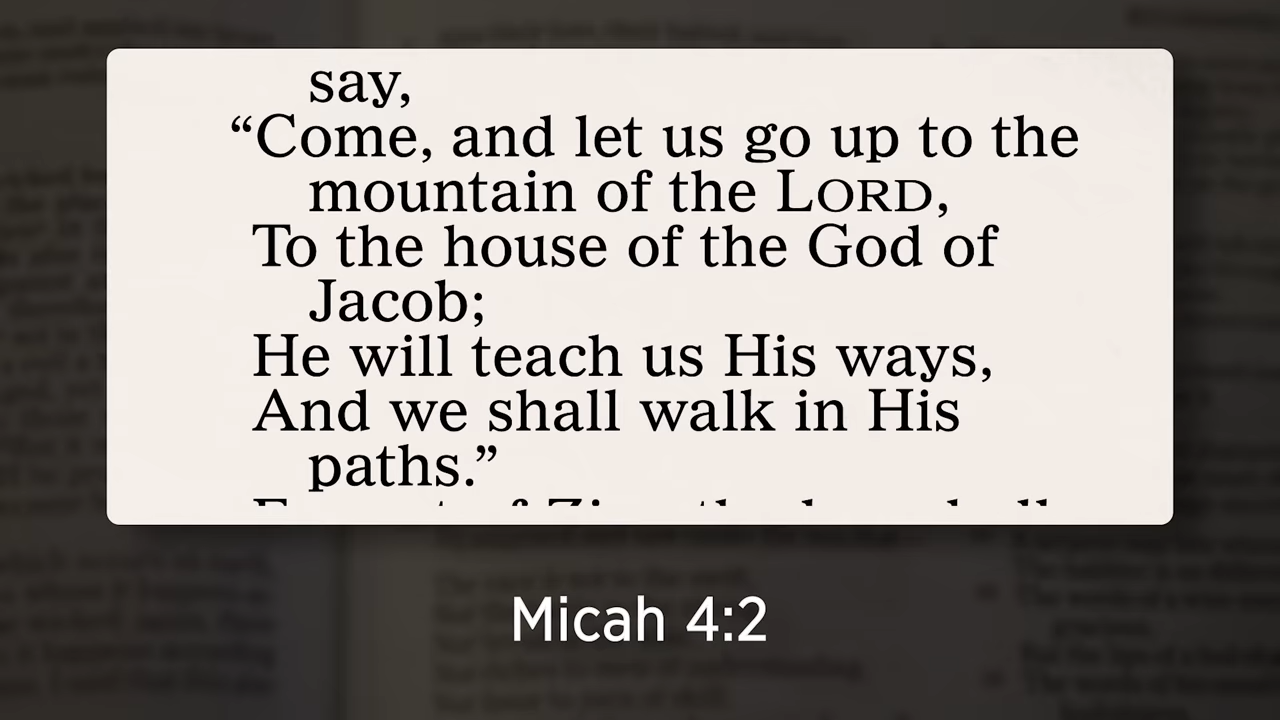 say,
“Come, and let us go up to the
mountain of the LORD,
To the house of the God of
Jacob;
He will teach us His ways,
And we shall walk in His
paths.”
Micah 4:2